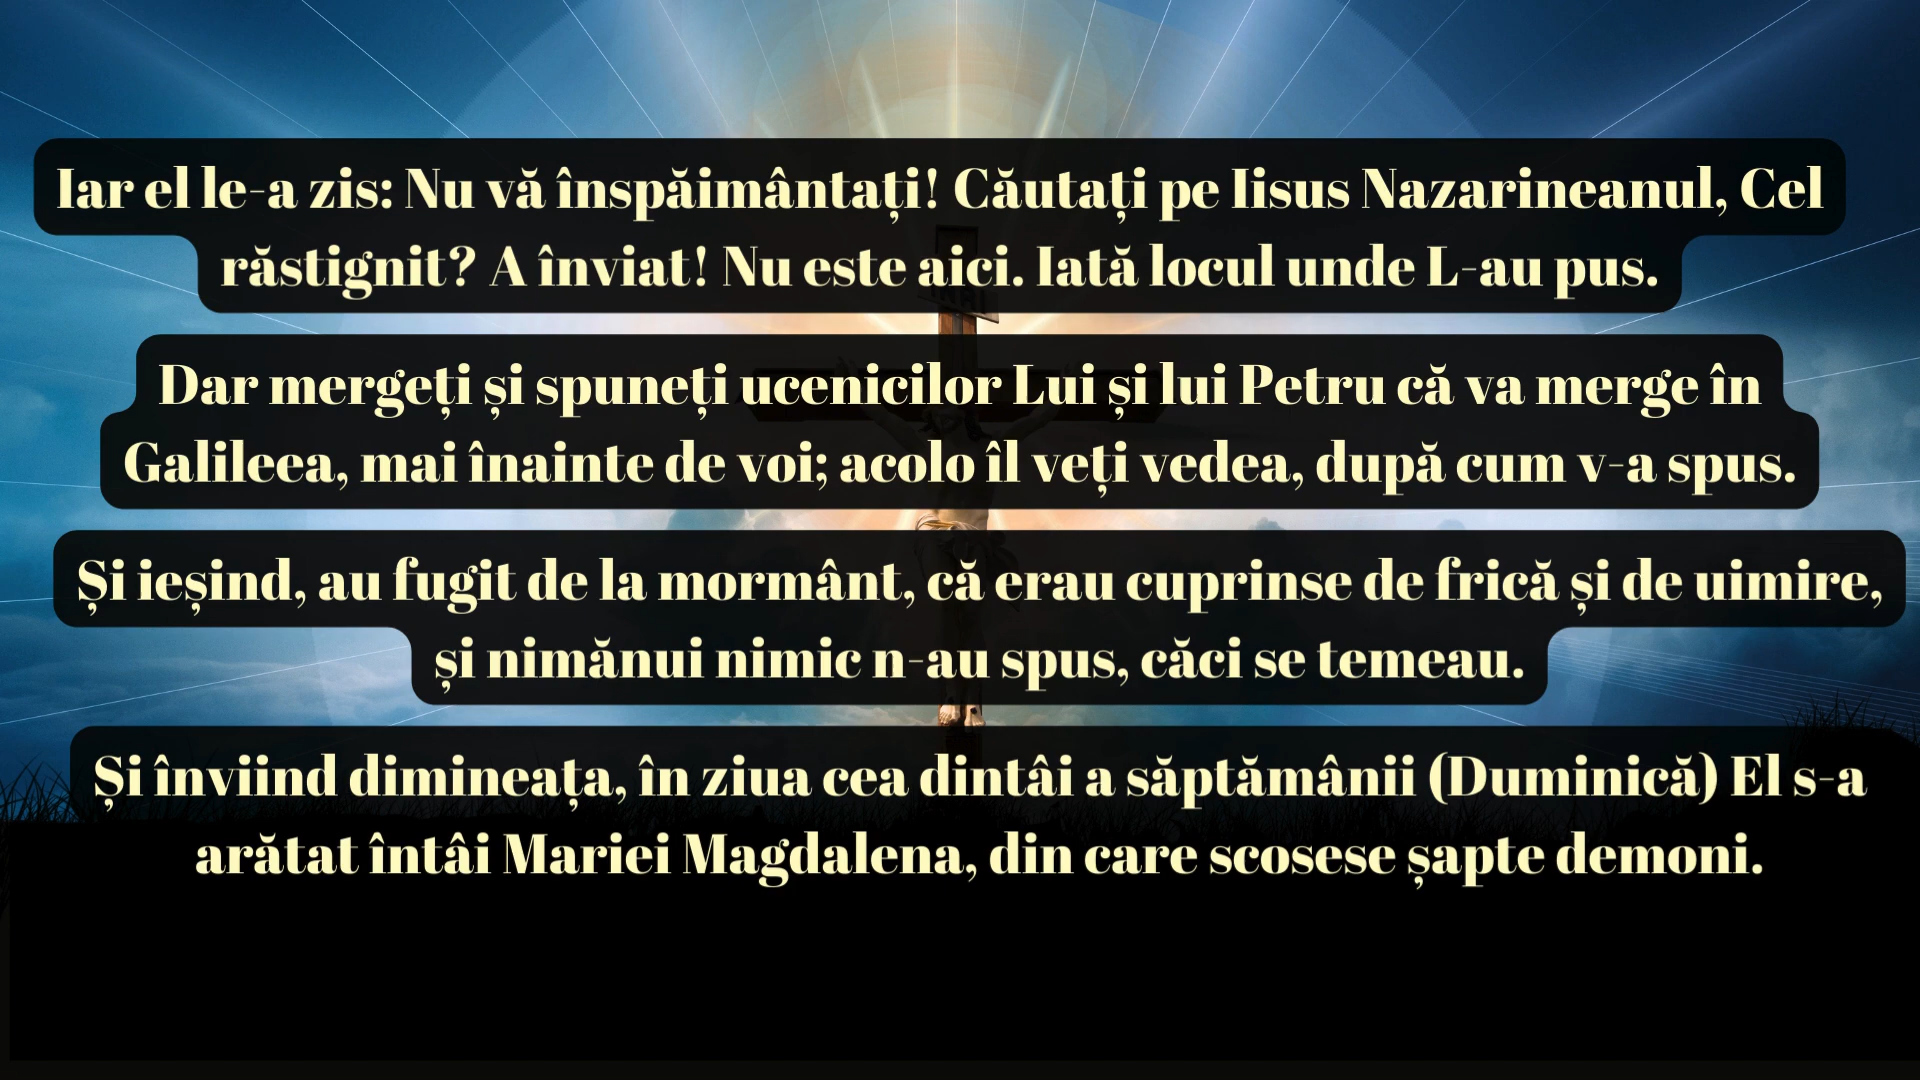 Iar el le-a zis: Nu vă înspăimântați! Căutați pe Iisus Nazarineanul, Cel
răstignit? A înviat! Nu este aici. Iată locul unde L-au pus.
Dar mergeți și spuneți ucenicilor Lui și lui Petru că va merge în
Galileea, mai înainte de voi; acolo îl veți vedea, după cum v-a spus.
Și ieșind, au fugit de la mormânt, că erau cuprinse de frică și de uimire,
și nimănui nimic n-au spus, căci se temeau.
Și înviind dimineața, în ziua cea dintâi a săptămânii (Duminică) El s-a
arătat întâi Mariei Magdalena, din care scosese șapte demoni.